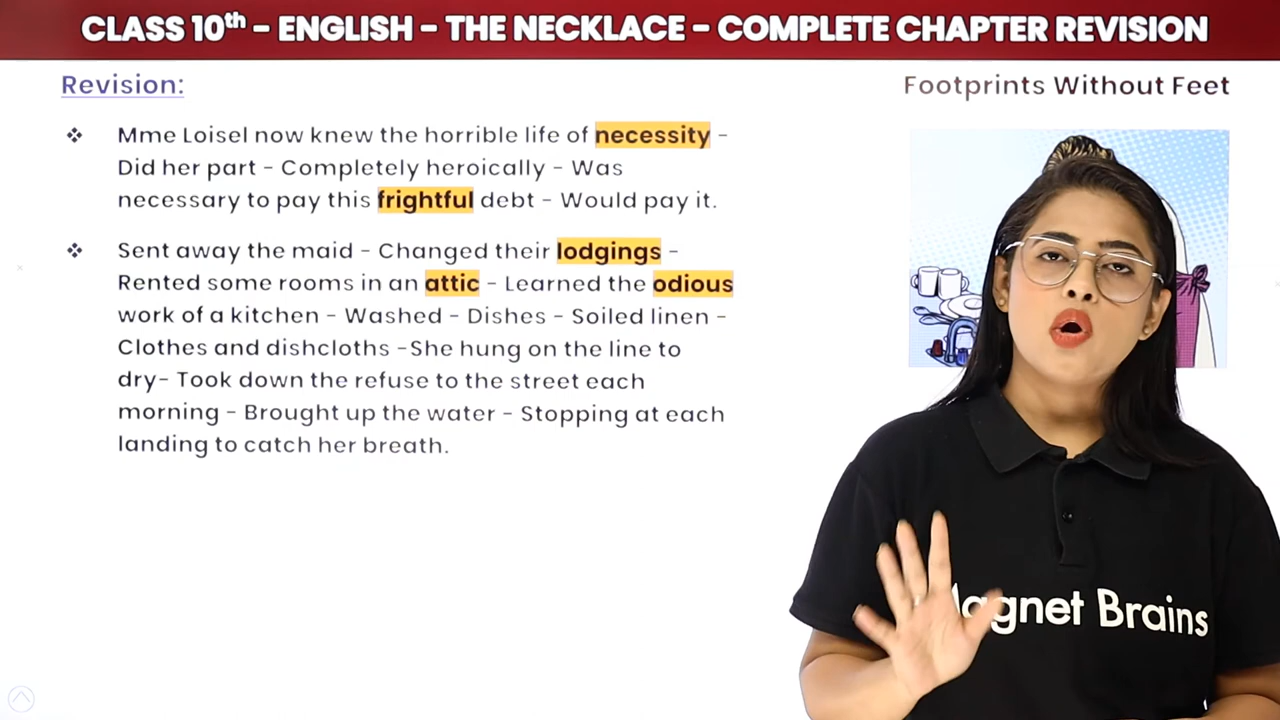 CLASS 10th – ENGLISH – THE NECKLACE – COMPLETE CHAPTER REVISION
Revision:
Footprints Without Feet
❖ Mme Loisel now knew the horrible life of necessity –
Did her part – Completely heroically – Was
necessary to pay this frightful debt – Would pay it.
❖ Sent away the maid – Changed their lodgings –
Rented some rooms in an attic – Learned the odious
work of a kitchen – Washed – Dishes – Soiled linen –
Clothes and dishcloths –She hung on the line to
dry– Took down the refuse to the street each
morning – Brought up the water – Stopping at each
landing to catch her breath.
Magnet Brains